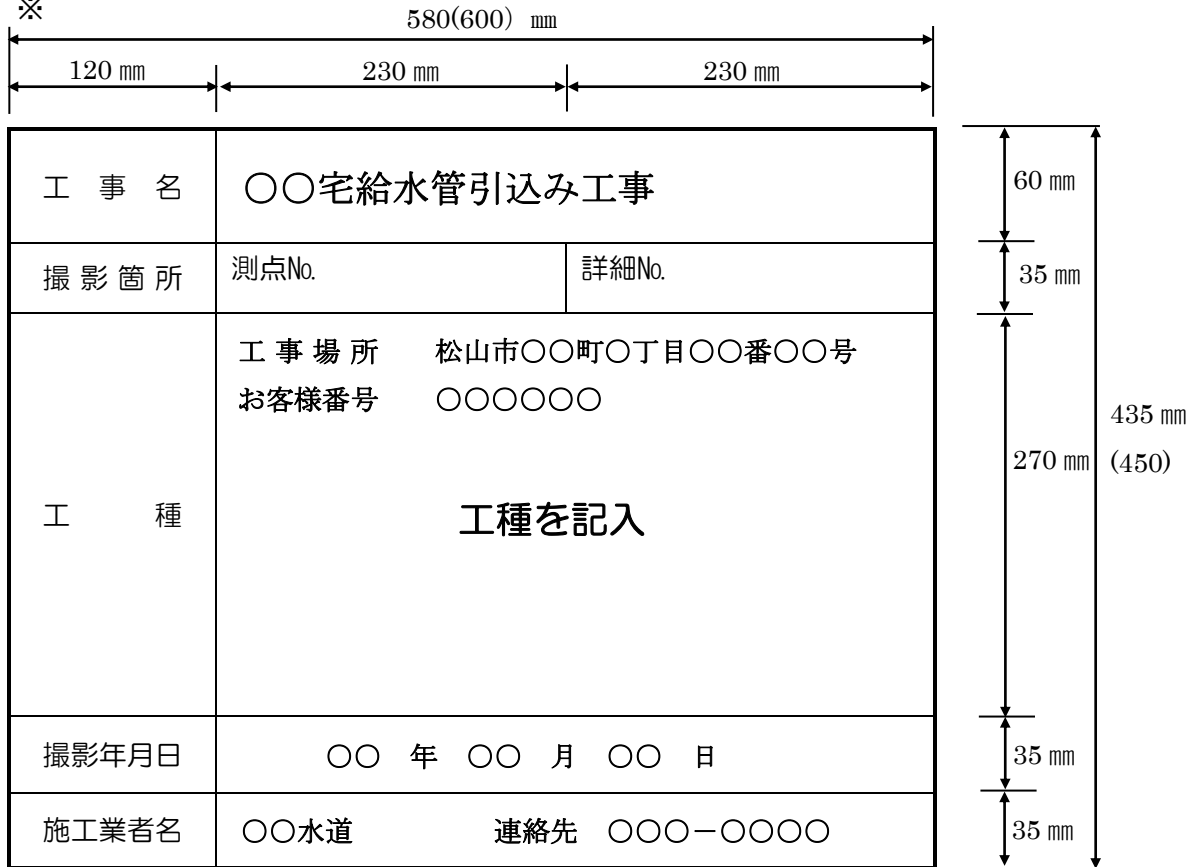 ※
580(600) ㎜
120 ㎜ 230 ㎜ 230 ㎜
工 事 名 ○○宅給水管引込み工事 60 ㎜
撮影箇所 測点№ 詳細№ 35 ㎜
工事場所 松山市○○町○丁目○○番○○号
お客様番号 ○○○○○○
435 ㎜
270 ㎜ (450)
工 種 工種を記入
撮影年月日 ○○ 年 ○○ 月 ○○ 日 35 ㎜
施工業者名 ○○水道 連絡先 ○○○－○○○○ 35 ㎜